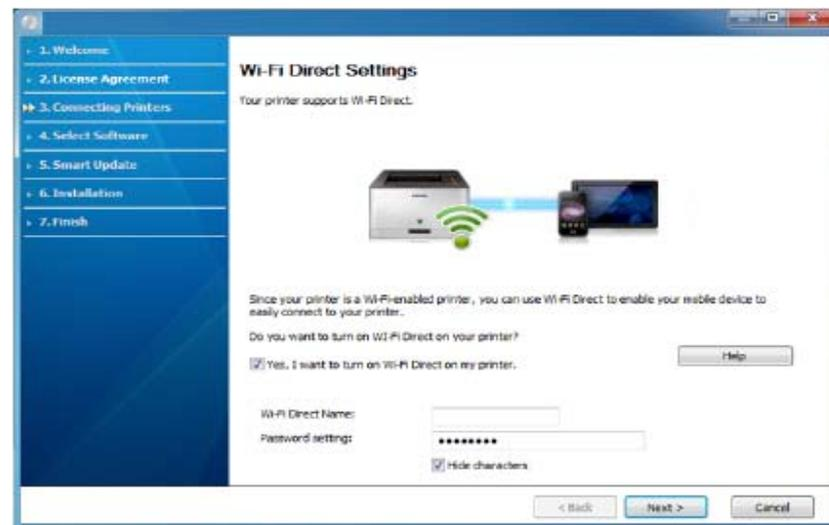 1. Welcome
2. License Agreement
3. Connecting Printers
4. Select Software
5. Smart Update
6. Installation
7. Finish
Wi-Fi Direct Settings
Your printer supports Wi-Fi Direct.
Since your printer is a Wi-Fi-enabled printer, you can use Wi-Fi Direct to enable your mobile device to
easily connect to your printer.
Do you want to turn on Wi-Fi Direct on your printer?
Yes, I want to turn on Wi-Fi Direct on my printer.
Help
Wi-Fi Direct Name:
Password setting: ●●●●●●●●
Hide characters
< Back Next > Cancel